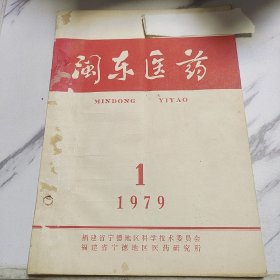 闽东医药
MINDONG YIYAO
1
1979
福建省宁德地区科学技术委员会
福建省宁德地区医药研究所